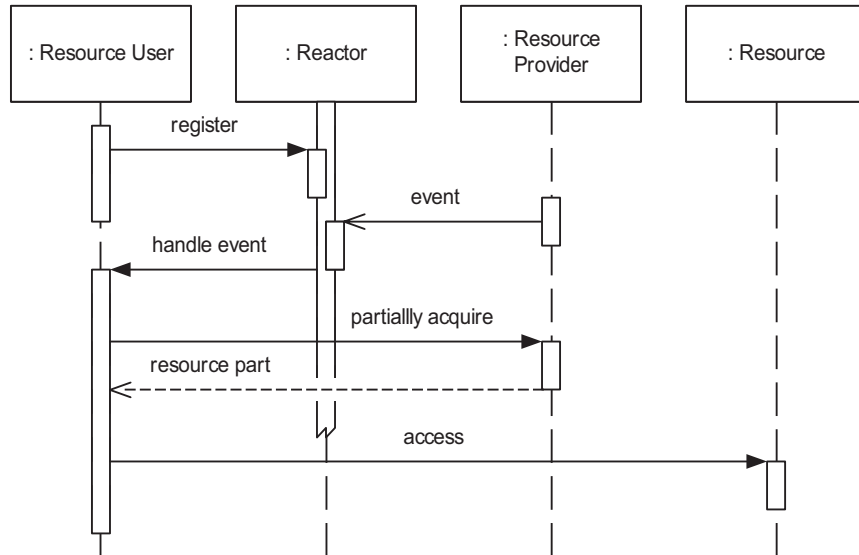 : Resource User
: Reactor
: Resource
Provider
: Resource
register
event
handle event
partiallly acquire
resource part
access